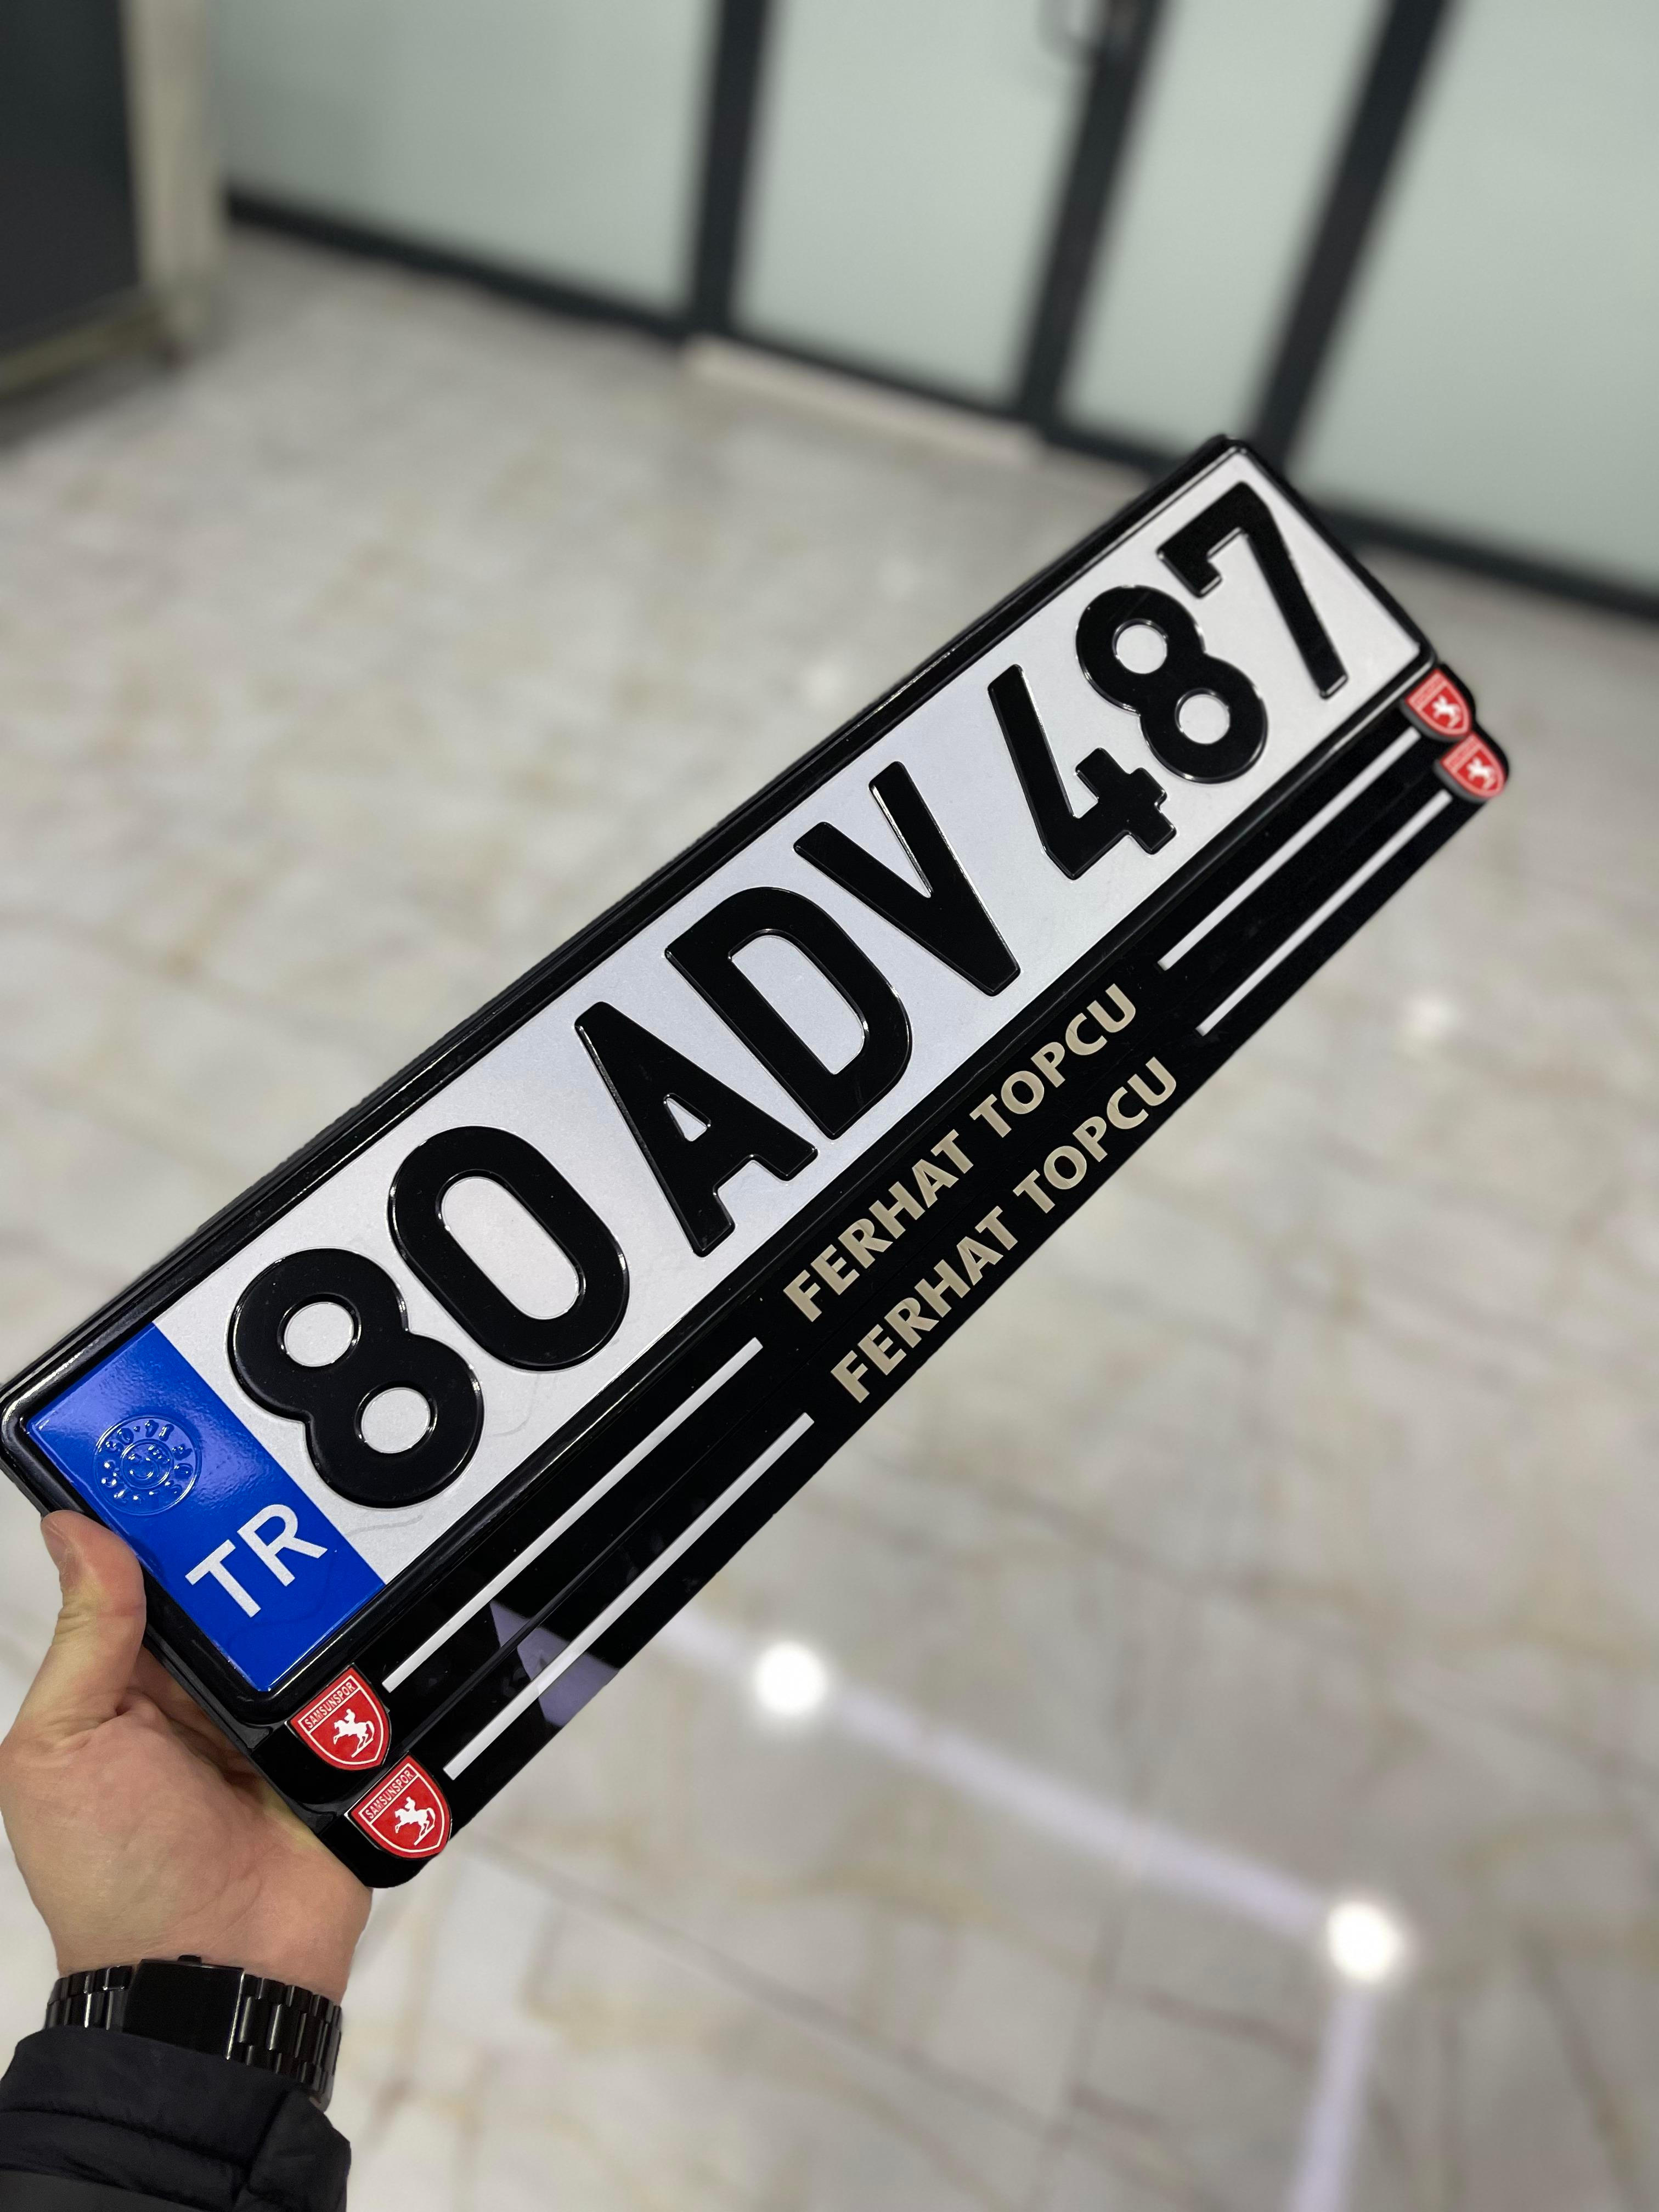 TR
80 ADV 487
FERHAT TOPCU
FERHAT TOPCU
SAMSUNSPOR
SAMSUNSPOR